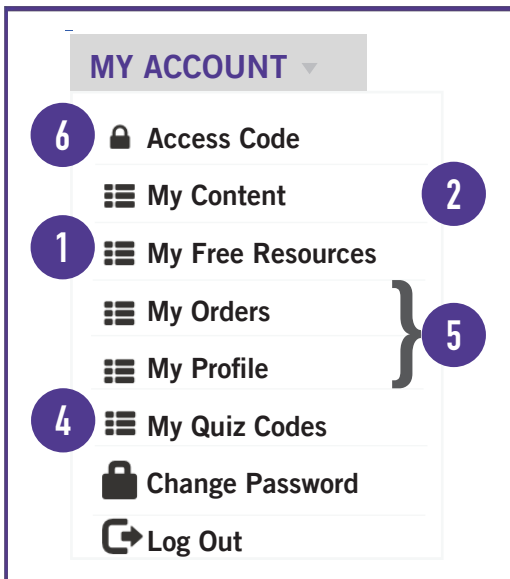 MY ACCOUNT
6 Access Code
My Content 2
1 My Free Resources
My Orders
5
My Profile
4 My Quiz Codes
Change Password
Log Out